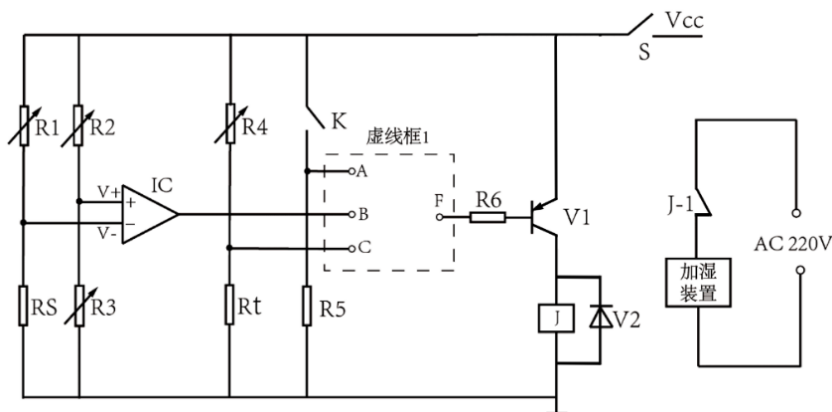 Vcc
S
R1
R2
R4
K
虚线框1
A
IC
V+
+
F
R6
B
V1
V-
−
C
J-1
AC 220V
加湿
装置
RS
R3
Rt
R5
J
V2